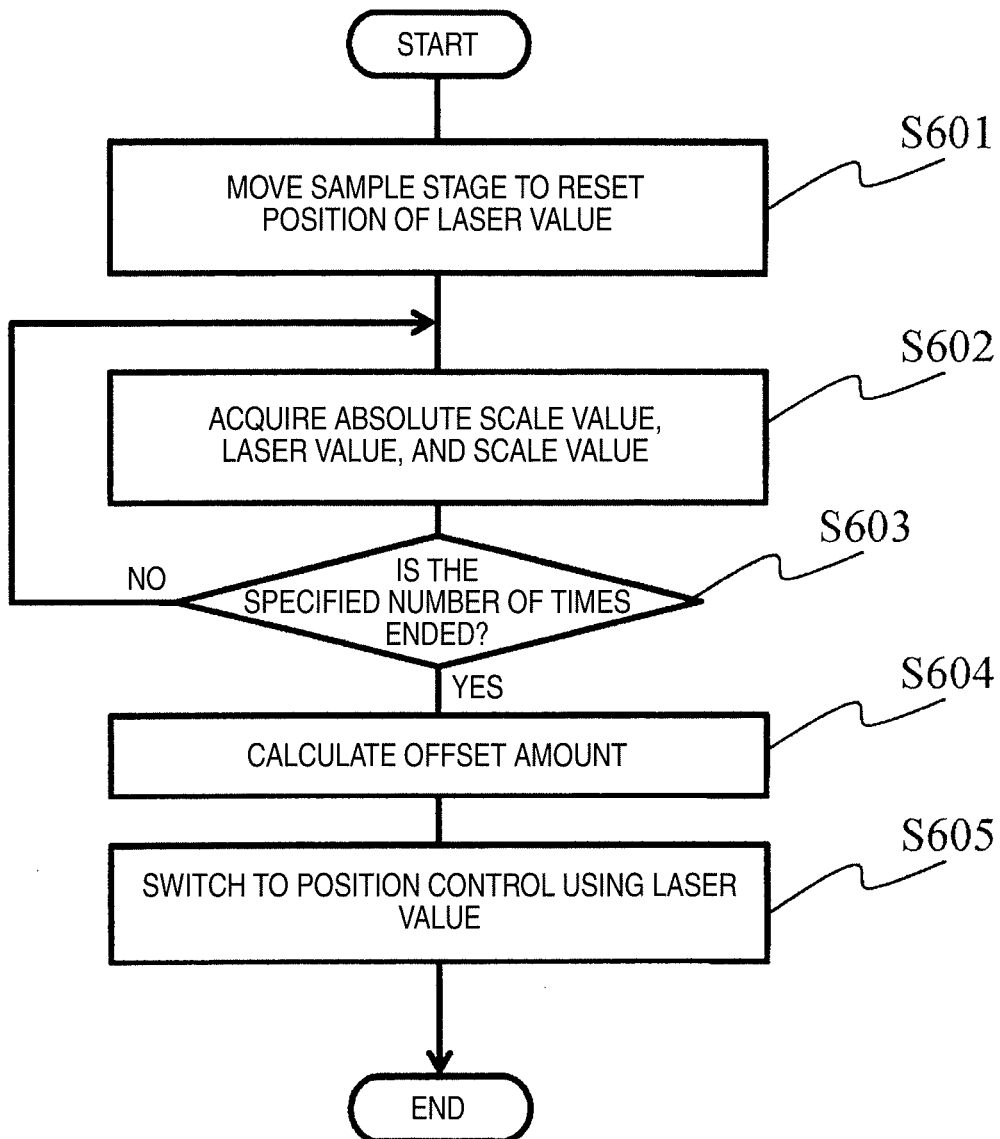 START
S601
MOVE SAMPLE STAGE TO RESET
POSITION OF LASER VALUE
S602
ACQUIRE ABSOLUTE SCALE VALUE,
LASER VALUE, AND SCALE VALUE
S603
NO
IS THE
SPECIFIED NUMBER OF TIMES
ENDED?
YES
S604
CALCULATE OFFSET AMOUNT
S605
SWITCH TO POSITION CONTROL USING LASER
VALUE
END